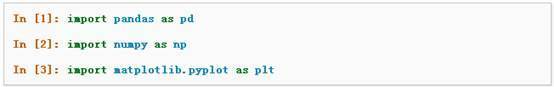 In [1]: import pandas as pd
In [2]: import numpy as np
In [3]: import matplotlib.pyplot as plt